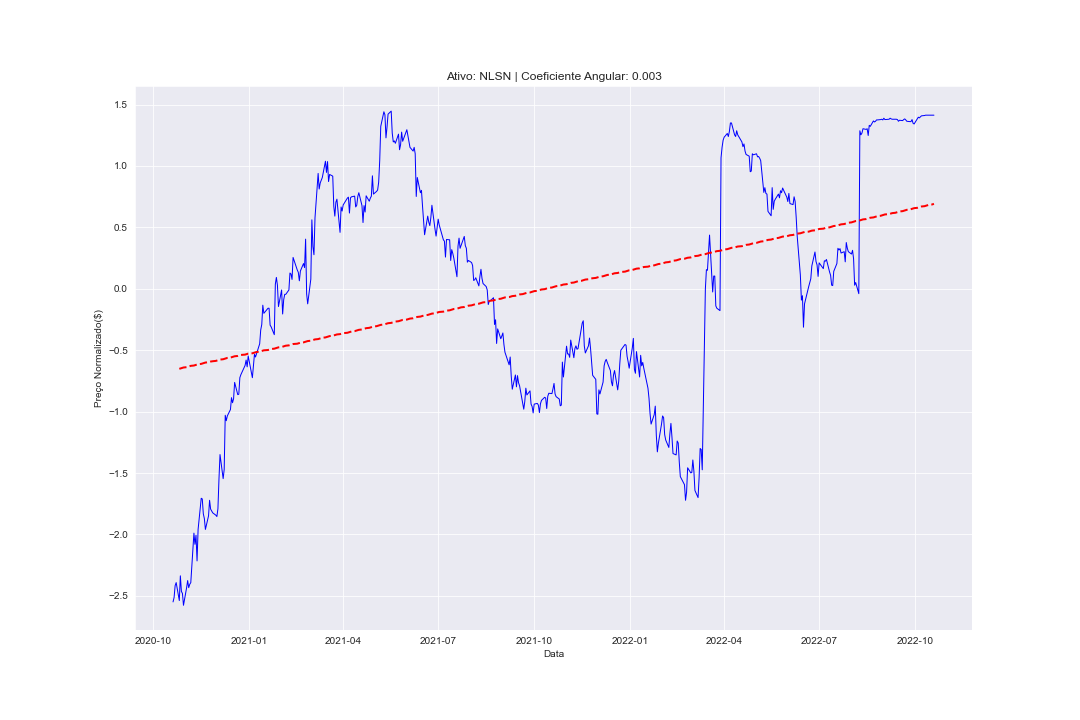 Ativo: NLSN | Coeficiente Angular: 0.003
1.5
1.0
0.5
0.0
−0.5
−1.0
−1.5
−2.0
−2.5
Preço Normalizado($)
2020-10 2021-01 2021-04 2021-07 2021-10 2022-01 2022-04 2022-07 2022-10
Data